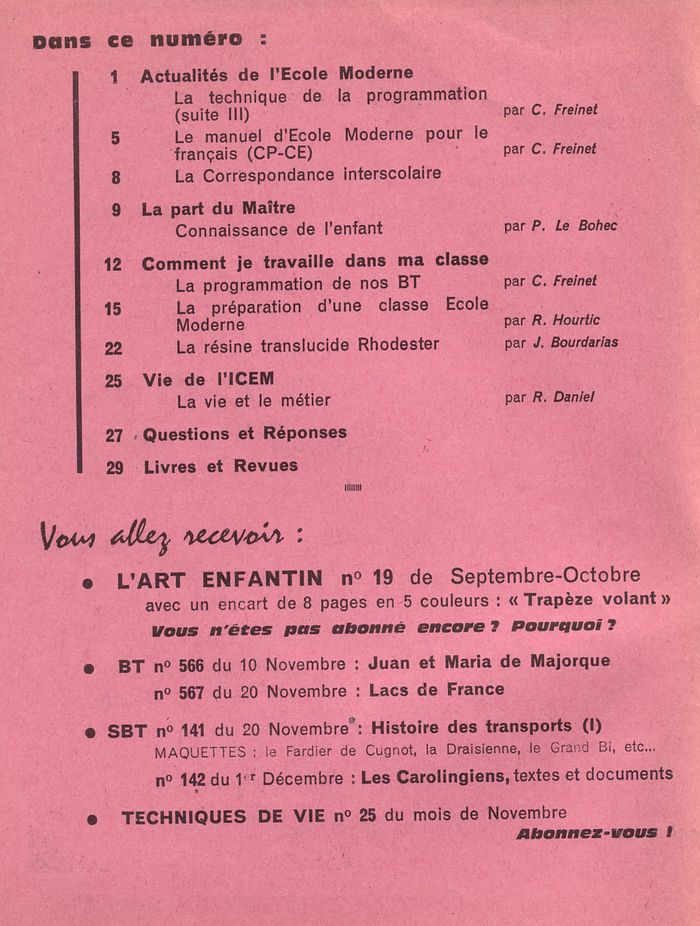 Dans ce numéro :
1 Actualités de l'Ecole Moderne
La technique de la programmation
(suite III) par C. Freinet
5 Le manuel d'Ecole Moderne pour le
français (CP-CE) par C. Freinet
8 La Correspondance interscolaire
9 La part du Maître
Connaissance de l'enfant par P. Le Bohec
12 Comment je travaille dans ma classe
La programmation de nos BT par C. Freinet
15 La préparation d'une classe Ecole
Moderne par R. Hourtic
22 La résine translucide Rhodester par J. Bourdarias
25 Vie de l'ICEM
La vie et le métier par R. Daniel
27 Questions et Réponses
29 Livres et Revues
Vous allez recevoir :
• L'ART ENFANTIN nº 19 de Septembre-Octobre
avec un encart de 8 pages en 5 couleurs : « Trapèze volant »
Vous n'êtes pas abonné encore ? Pourquoi ?
• BT nº 566 du 10 Novembre : Juan et Maria de Majorque
nº 567 du 20 Novembre : Lacs de France
• SBT nº 141 du 20 Novembre : Histoire des transports (I)
MAQUETTES : le Fardier de Cugnot, la Draisienne, le Grand Bi, etc...
nº 142 du 1er Décembre : Les Carolingiens, textes et documents
• TECHNIQUES DE VIE nº 25 du mois de Novembre
Abonnez-vous !